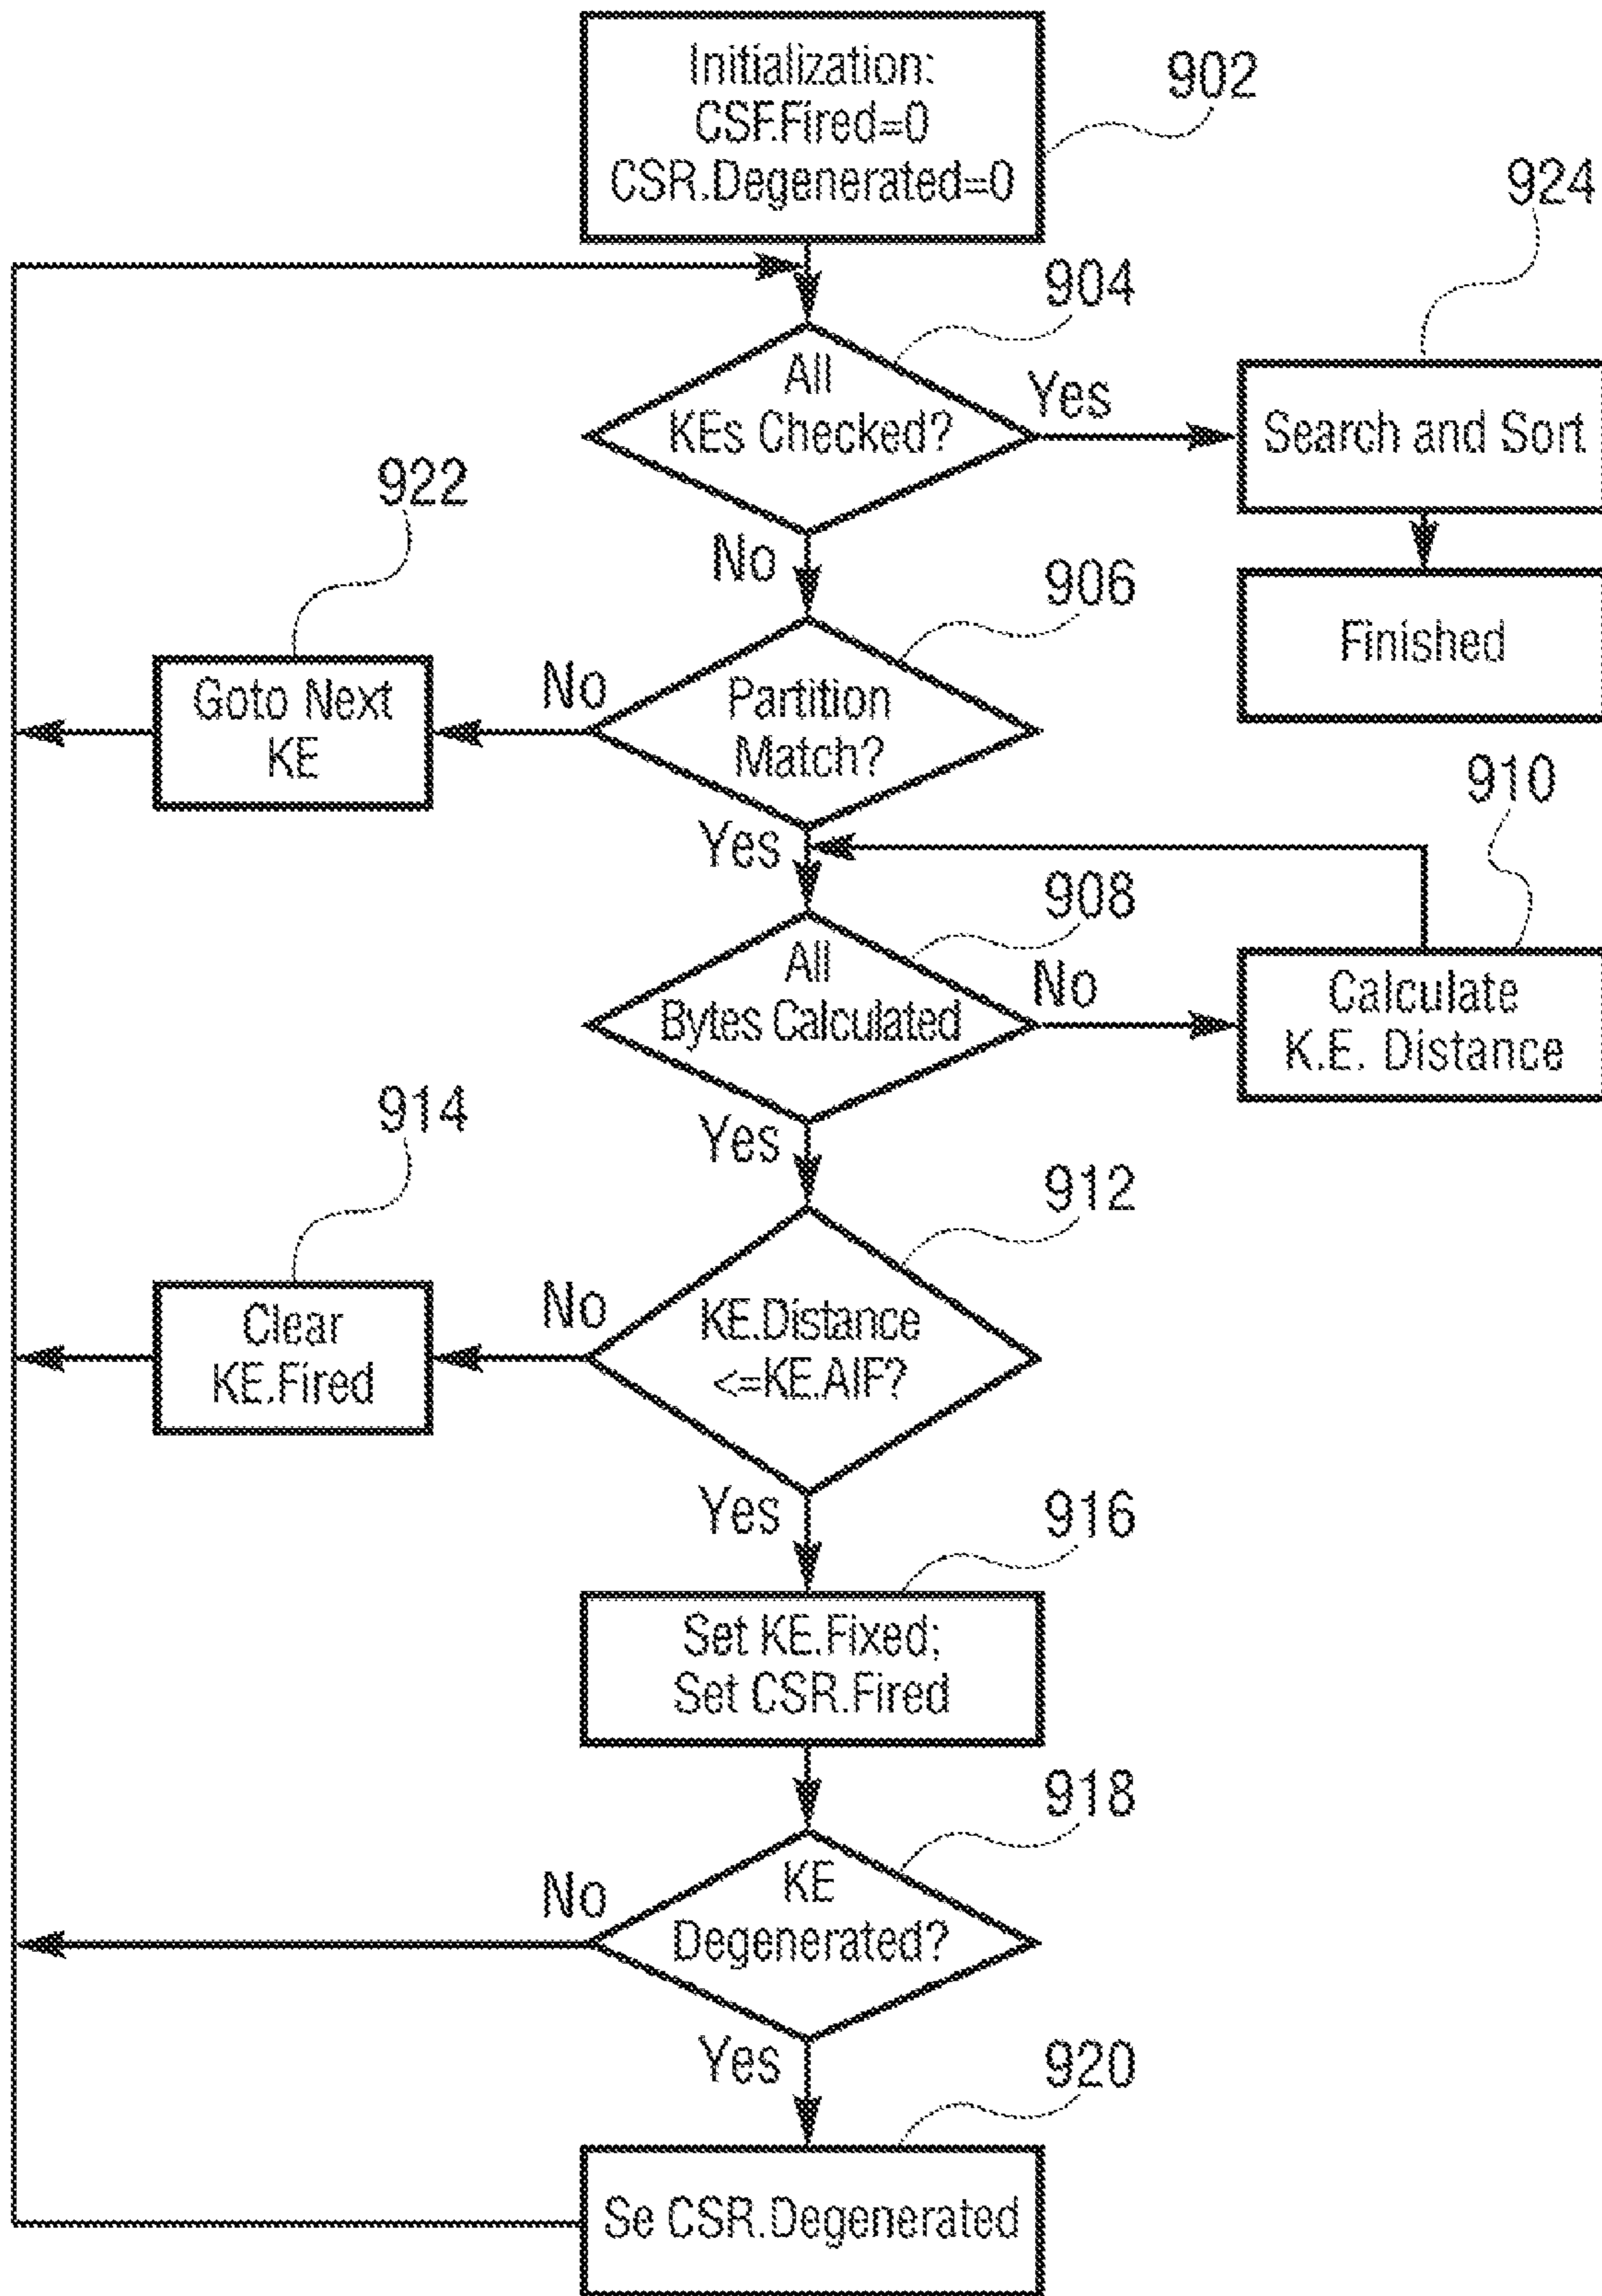 Initialization:
CSF.Fired=0
CSR.Degenerated=0
902
924
904
All
KEs Checked?
Yes
Search and Sort
922
No
906
Finished
Goto Next
KE
No
Partition
Match?
910
Yes
908
All
Bytes Calculated
No
Calculate
K.E. Distance
914
Yes
912
Clear
KE.Fired
No
KE.Distance
<=KE.AIF?
Yes
916
Set KE.Fixed;
Set CSR.Fired
918
No
KE
Degenerated?
Yes
920
Se CSR.Degenerated